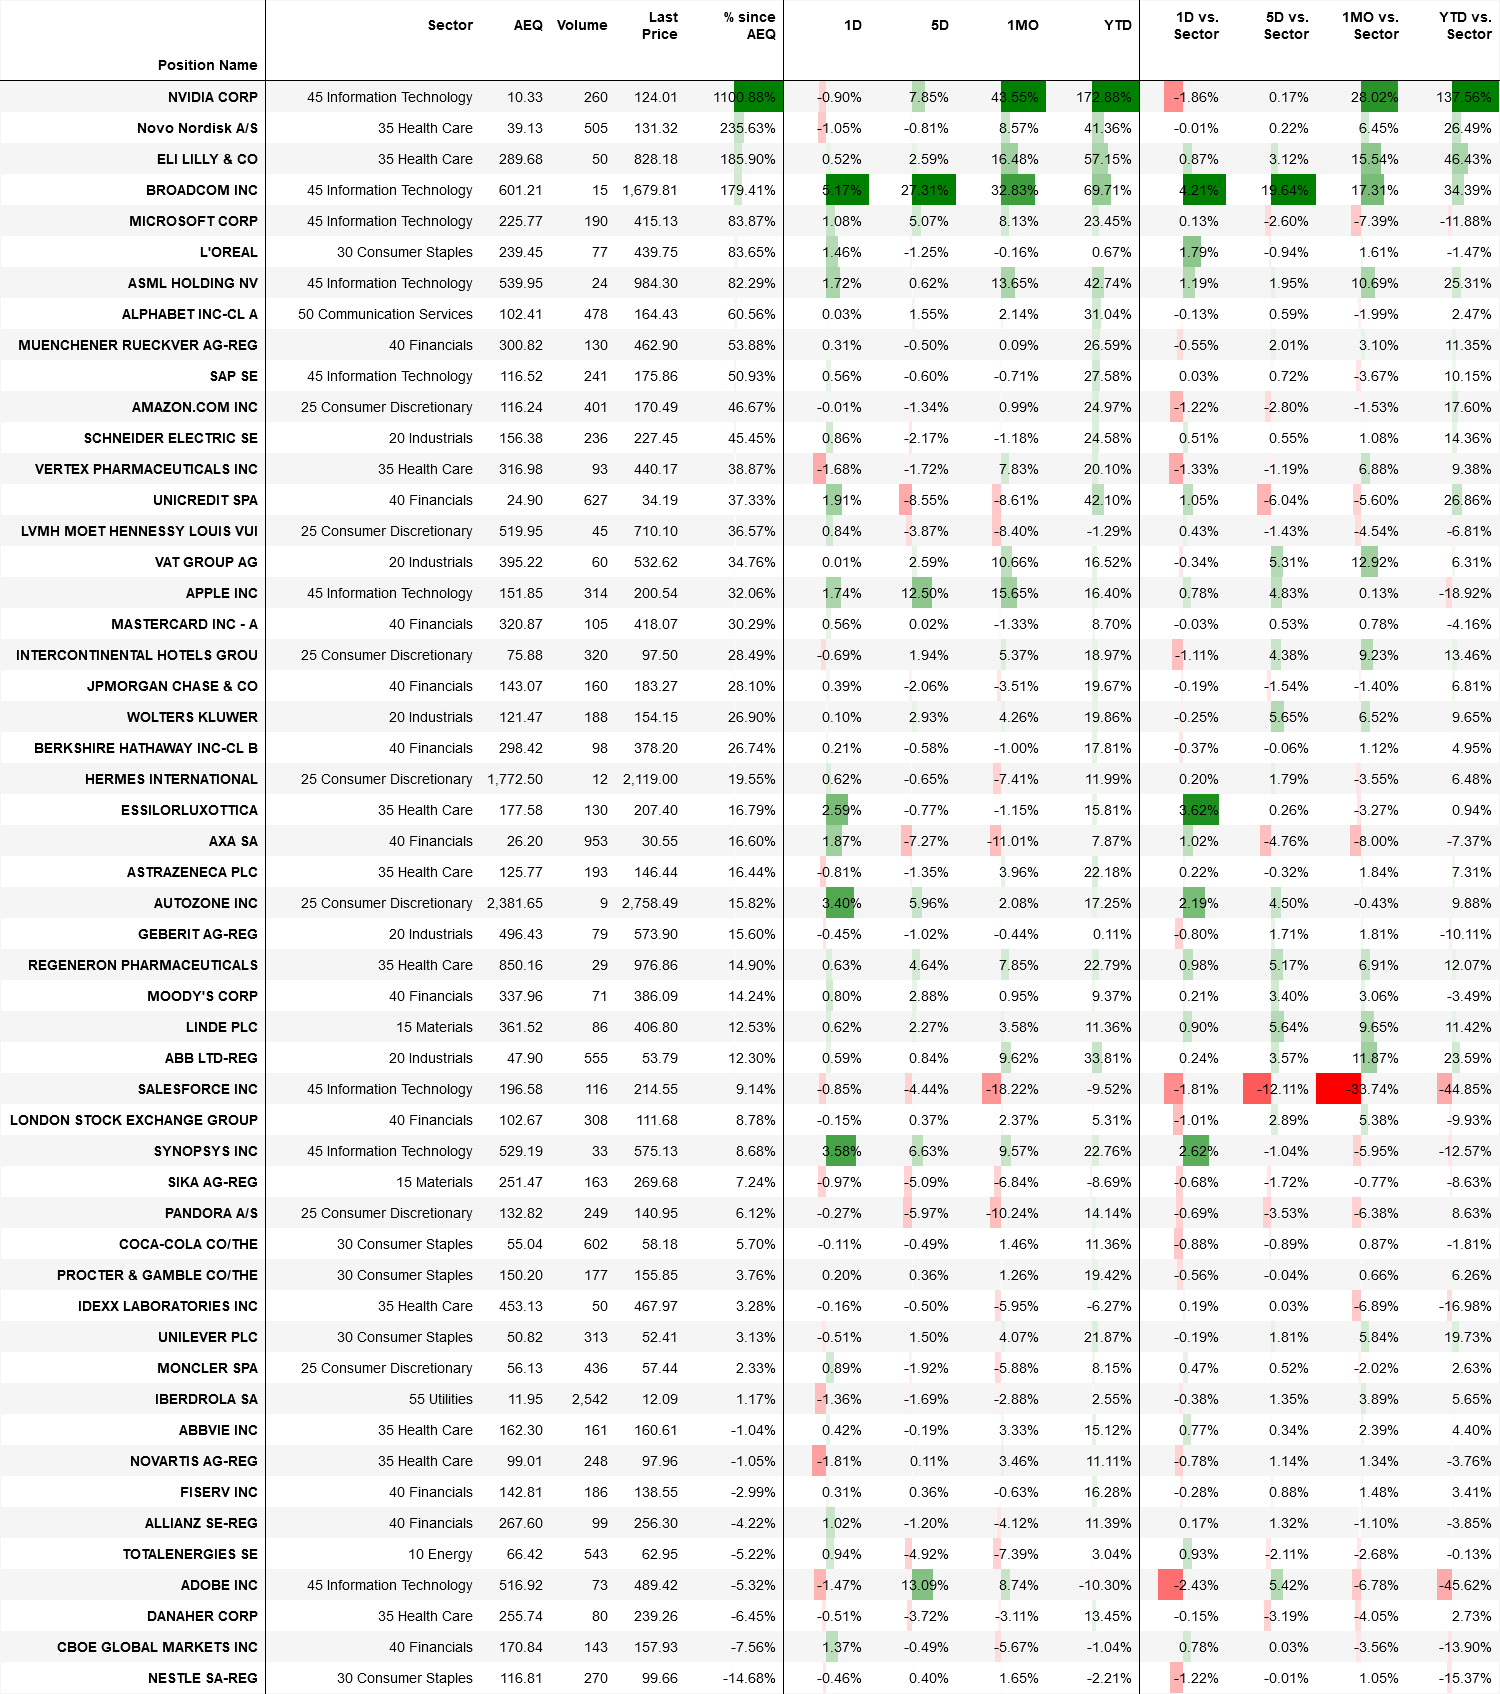 Position Name Sector AEQ Volume Last Price % since AEQ 1D 5D 1MO YTD 1D vs. Sector 5D vs. Sector 1MO vs. Sector YTD vs. Sector
NVIDIA CORP 45 Information Technology 10.33 260 124.01 1100.88% -0.90% 7.85% 43.55% 172.88% -1.86% 0.17% 28.02% 137.56%
Novo Nordisk A/S 35 Health Care 39.13 505 131.32 235.63% -1.05% -0.81% 8.57% 41.36% -0.01% 0.22% 6.45% 26.49%
ELI LILLY & CO 35 Health Care 289.68 50 828.18 185.90% 0.52% 2.59% 16.48% 57.15% 0.87% 3.12% 15.54% 46.43%
BROADCOM INC 45 Information Technology 601.21 15 1,679.81 179.41% 5.17% 27.31% 32.83% 69.71% 4.21% 19.64% 17.31% 34.39%
MICROSOFT CORP 45 Information Technology 225.77 190 415.13 83.87% 1.08% 5.07% 8.13% 23.45% 0.13% -2.60% -7.39% -11.88%
L'OREAL 30 Consumer Staples 239.45 77 439.75 83.65% 1.46% -1.25% -0.16% 0.67% 1.79% -0.94% 1.61% -1.47%
ASML HOLDING NV 45 Information Technology 539.95 24 984.30 82.29% 1.72% 0.62% 13.65% 42.74% 1.19% 1.95% 10.69% 25.31%
ALPHABET INC-CL A 50 Communication Services 102.41 478 164.43 60.56% 0.03% 1.55% 2.14% 31.04% -0.13% 0.59% -1.99% 2.47%
MUENCHENER RUECKVER AG-REG 40 Financials 300.82 130 462.90 53.88% 0.31% -0.50% 0.09% 26.59% -0.55% 2.01% 3.10% 11.35%
SAP SE 45 Information Technology 116.52 241 175.86 50.93% 0.56% -0.60% -0.71% 27.58% 0.03% 0.72% -3.67% 10.15%
AMAZON.COM INC 25 Consumer Discretionary 116.24 401 170.49 46.67% -0.01% -1.34% 0.99% 24.97% -1.22% -2.80% -1.53% 17.60%
SCHNEIDER ELECTRIC SE 20 Industrials 156.38 236 227.45 45.45% 0.86% -2.17% -1.18% 24.58% 0.51% 0.55% 1.08% 14.36%
VERTEX PHARMACEUTICALS INC 35 Health Care 316.98 93 440.17 38.87% -1.68% -1.72% 7.83% 20.10% -1.33% -1.19% 6.88% 9.38%
UNICREDIT SPA 40 Financials 24.90 627 34.19 37.33% 1.91% -8.55% -8.61% 42.10% 1.05% -6.04% -5.60% 26.86%
LVMH MOET HENNESSY LOUIS VUI 25 Consumer Discretionary 519.95 45 710.10 36.57% 0.84% -3.87% -8.40% -1.29% 0.43% -1.43% -4.54% -6.81%
VAT GROUP AG 20 Industrials 395.22 60 532.62 34.76% 0.01% 2.59% 10.66% 16.52% -0.34% 5.31% 12.92% 6.31%
APPLE INC 45 Information Technology 151.85 314 200.54 32.06% 1.74% 12.50% 15.65% 16.40% 0.78% 4.83% 0.13% -18.92%
MASTERCARD INC - A 40 Financials 320.87 105 418.07 30.29% 0.56% 0.02% -1.33% 8.70% -0.03% 0.53% 0.78% -4.16%
INTERCONTINENTAL HOTELS GROU 25 Consumer Discretionary 75.88 320 97.50 28.49% -0.69% 1.94% 5.37% 18.97% -1.11% 4.38% 9.23% 13.46%
JPMORGAN CHASE & CO 40 Financials 143.07 160 183.27 28.10% 0.39% -2.06% -3.51% 19.67% -0.19% -1.54% -1.40% 6.81%
WOLTERS KLUWER 20 Industrials 121.47 188 154.15 26.90% 0.10% 2.93% 4.26% 19.86% -0.25% 5.65% 6.52% 9.65%
BERKSHIRE HATHAWAY INC-CL B 40 Financials 298.42 98 378.20 26.74% 0.21% -0.58% -1.00% 17.81% -0.37% -0.06% 1.12% 4.95%
HERMES INTERNATIONAL 25 Consumer Discretionary 1,772.50 12 2,119.00 19.55% 0.62% -0.65% -7.41% 11.99% 0.20% 1.79% -3.55% 6.48%
ESSILORLUXOTTICA 35 Health Care 177.58 130 207.40 16.79% 2.59% -0.77% -1.15% 15.81% 3.62% 0.26% -3.27% 0.94%
AXA SA 40 Financials 26.20 953 30.55 16.60% 1.87% -7.27% -11.01% 7.87% 1.02% -4.76% -8.00% -7.37%
ASTRAZENECA PLC 35 Health Care 125.77 193 146.44 16.44% -0.81% -1.35% 3.96% 22.18% 0.22% -0.32% 1.84% 7.31%
AUTOZONE INC 25 Consumer Discretionary 2,381.65 9 2,758.49 15.82% 3.40% 5.96% 2.08% 17.25% 2.19% 4.50% -0.43% 9.88%
GEBERIT AG-REG 20 Industrials 496.43 79 573.90 15.60% -0.45% -1.02% -0.44% 0.11% -0.80% 1.71% 1.81% -10.11%
REGENERON PHARMACEUTICALS 35 Health Care 850.16 29 976.86 14.90% 0.63% 4.64% 7.85% 22.79% 0.98% 5.17% 6.91% 12.07%
MOODY'S CORP 40 Financials 337.96 71 386.09 14.24% 0.80% 2.88% 0.95% 9.37% 0.21% 3.40% 3.06% -3.49%
LINDE PLC 15 Materials 361.52 86 406.80 12.53% 0.62% 2.27% 3.58% 11.36% 0.90% 5.64% 9.65% 11.42%
ABB LTD-REG 20 Industrials 47.90 555 53.79 12.30% 0.59% 0.84% 9.62% 33.81% 0.24% 3.57% 11.87% 23.59%
SALESFORCE INC 45 Information Technology 196.58 116 214.55 9.14% -0.85% -4.44% -18.22% -9.52% -1.81% -12.11% -33.74% -44.85%
LONDON STOCK EXCHANGE GROUP 40 Financials 102.67 308 111.68 8.78% -0.15% 0.37% 2.37% 5.31% -1.01% 2.89% 5.38% -9.93%
SYNOPSYS INC 45 Information Technology 529.19 33 575.13 8.68% 3.58% 6.63% 9.57% 22.76% 2.62% -1.04% -5.95% -12.57%
SIKA AG-REG 15 Materials 251.47 163 269.68 7.24% -0.97% -5.09% -6.84% -8.69% -0.68% -1.72% -0.77% -8.63%
PANDORA A/S 25 Consumer Discretionary 132.82 249 140.95 6.12% -0.27% -5.97% -10.24% 14.14% -0.69% -3.53% -6.38% 8.63%
COCA-COLA CO/THE 30 Consumer Staples 55.04 602 58.18 5.70% -0.11% -0.49% 1.46% 11.36% -0.88% -0.89% 0.87% -1.81%
PROCTER & GAMBLE CO/THE 30 Consumer Staples 150.20 177 155.85 3.76% 0.20% 0.36% 1.26% 19.42% -0.56% -0.04% 0.66% 6.26%
IDEXX LABORATORIES INC 35 Health Care 453.13 50 467.97 3.28% -0.16% -0.50% -5.95% -6.27% 0.19% 0.03% -6.89% -16.98%
UNILEVER PLC 30 Consumer Staples 50.82 313 52.41 3.13% -0.51% 1.50% 4.07% 21.87% -0.19% 1.81% 5.84% 19.73%
MONCLER SPA 25 Consumer Discretionary 56.13 436 57.44 2.33% 0.89% -1.92% -5.88% 8.15% 0.47% 0.52% -2.02% 2.63%
IBERDROLA SA 55 Utilities 11.95 2,542 12.09 1.17% -1.36% -1.69% -2.88% 2.55% -0.38% 1.35% 3.89% 5.65%
ABBVIE INC 35 Health Care 162.30 161 160.61 -1.04% 0.42% -0.19% 3.33% 15.12% 0.77% 0.34% 2.39% 4.40%
NOVARTIS AG-REG 35 Health Care 99.01 248 97.96 -1.05% -1.81% 0.11% 3.46% 11.11% -0.78% 1.14% 1.34% -3.76%
FISERV INC 40 Financials 142.81 186 138.55 -2.99% 0.31% 0.36% -0.63% 16.28% -0.28% 0.88% 1.48% 3.41%
ALLIANZ SE-REG 40 Financials 267.60 99 256.30 -4.22% 1.02% -1.20% -4.12% 11.39% 0.17% 1.32% -1.10% -3.85%
TOTALENERGIES SE 10 Energy 66.42 543 62.95 -5.22% 0.94% -4.92% -7.39% 3.04% 0.93% -2.11% -2.68% -0.13%
ADOBE INC 45 Information Technology 516.92 73 489.42 -5.32% -1.47% 13.09% 8.74% -10.30% -2.43% 5.42% -6.78% -45.62%
DANAHER CORP 35 Health Care 255.74 80 239.26 -6.45% -0.51% -3.72% -3.11% 13.45% -0.15% -3.19% -4.05% 2.73%
CBOE GLOBAL MARKETS INC 40 Financials 170.84 143 157.93 -7.56% 1.37% -0.49% -5.67% -1.04% 0.78% 0.03% -3.56% -13.90%
NESTLE SA-REG 30 Consumer Staples 116.81 270 99.66 -14.68% -0.46% 0.40% 1.65% -2.21% -1.22% -0.01% 1.05% -15.37%